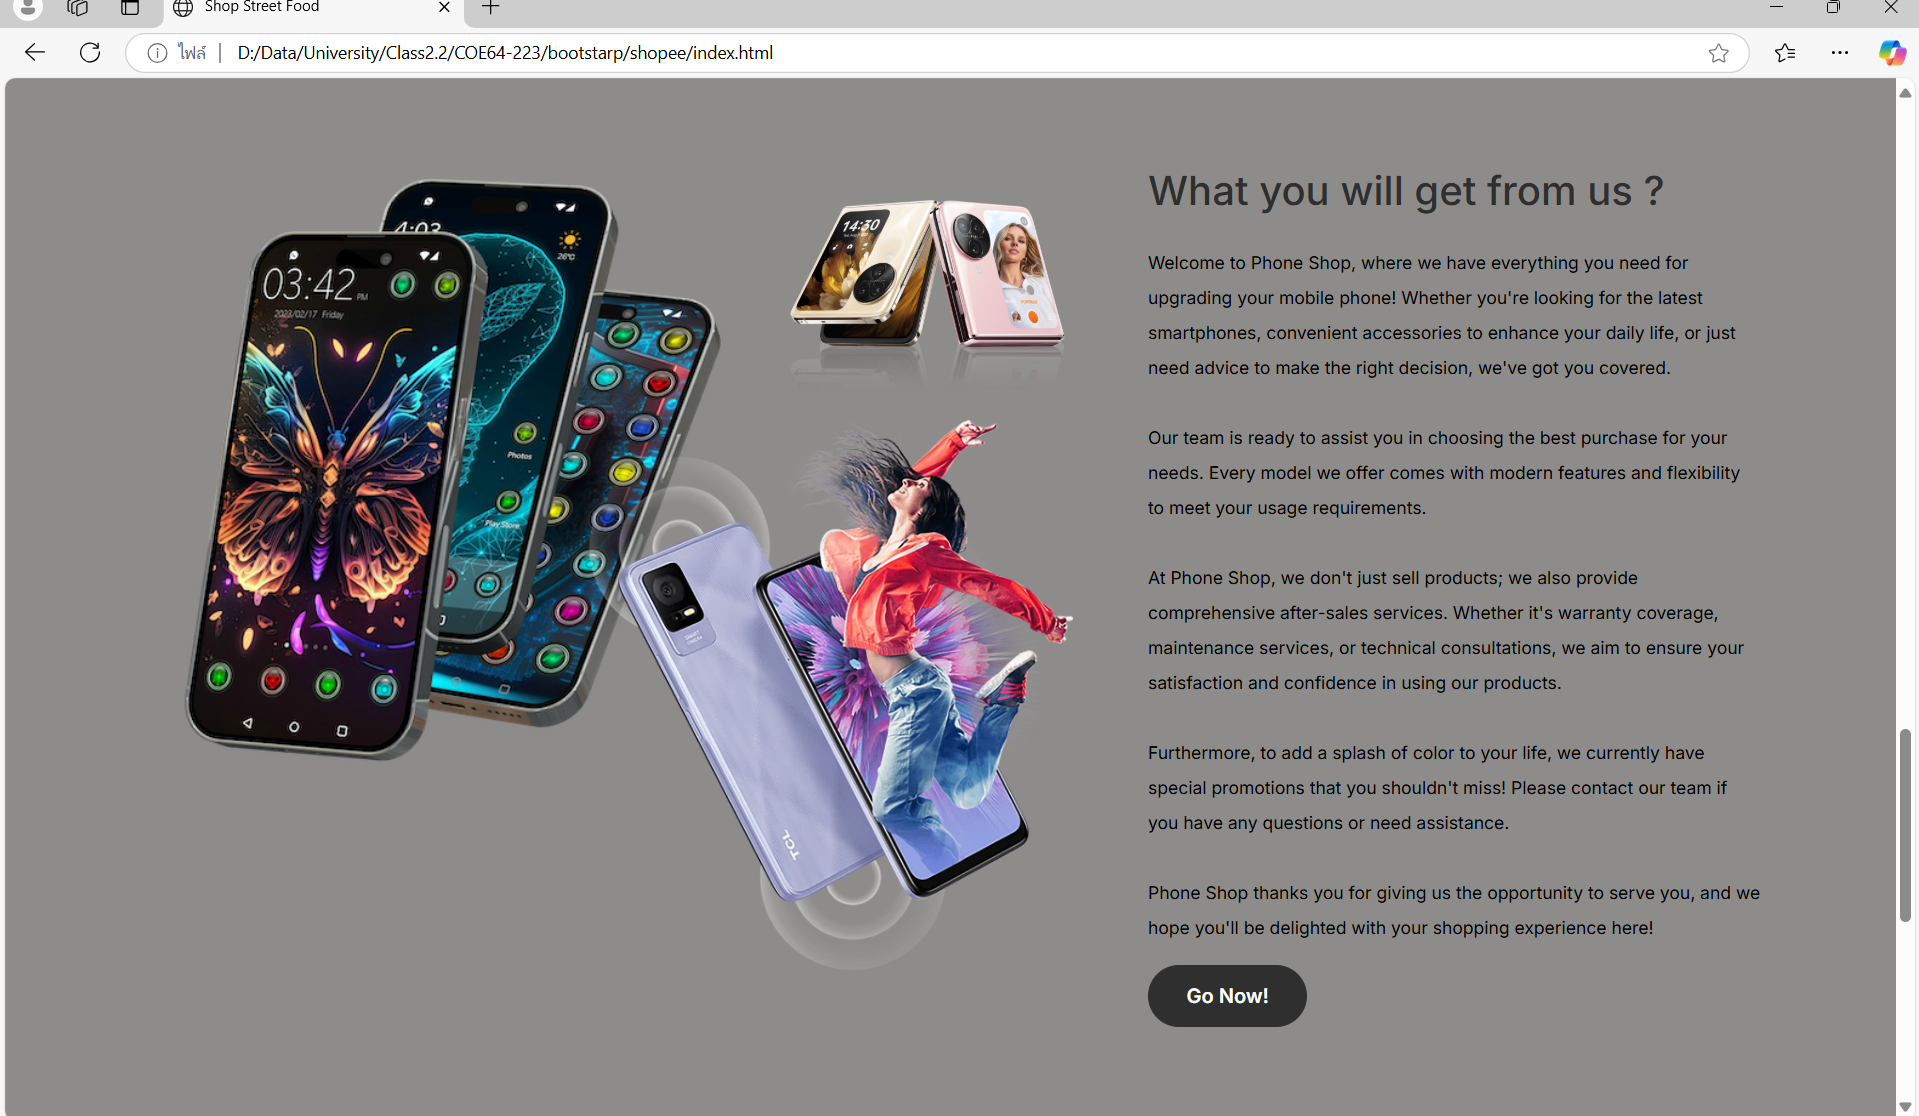 Shop Street Food
ไฟล์
D:/Data/University/Class2.2/COE64-223/bootstarp/shopee/index.html
4:03
26°C
03:42 PM
2023/02/17 Friday
Photos
Play Store
14:30
TCL
What you will get from us ?
Welcome to Phone Shop, where we have everything you need for
upgrading your mobile phone! Whether you're looking for the latest
smartphones, convenient accessories to enhance your daily life, or just
need advice to make the right decision, we've got you covered.
Our team is ready to assist you in choosing the best purchase for your
needs. Every model we offer comes with modern features and flexibility
to meet your usage requirements.
At Phone Shop, we don't just sell products; we also provide
comprehensive after-sales services. Whether it's warranty coverage,
maintenance services, or technical consultations, we aim to ensure your
satisfaction and confidence in using our products.
Furthermore, to add a splash of color to your life, we currently have
special promotions that you shouldn't miss! Please contact our team if
you have any questions or need assistance.
Phone Shop thanks you for giving us the opportunity to serve you, and we
hope you'll be delighted with your shopping experience here!
Go Now!